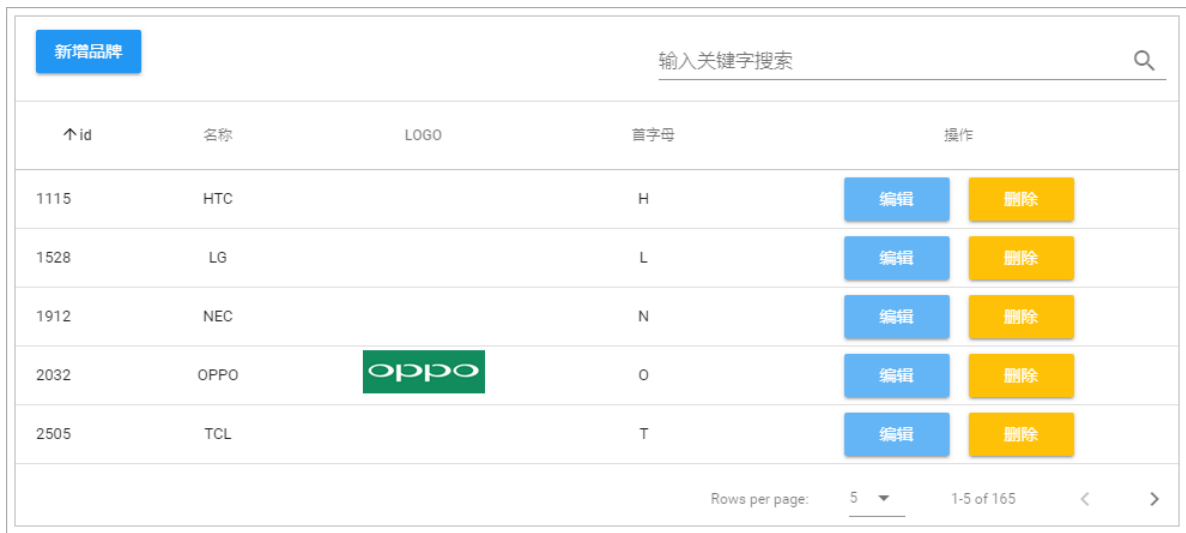 新增品牌 输入关键字搜索
id 名称 LOGO 首字母 操作
1115 HTC H 编辑 删除
1528 LG L 编辑 删除
1912 NEC N 编辑 删除
2032 OPPO oppo O 编辑 删除
2505 TCL T 编辑 删除
Rows per page: 5 1-5 of 165